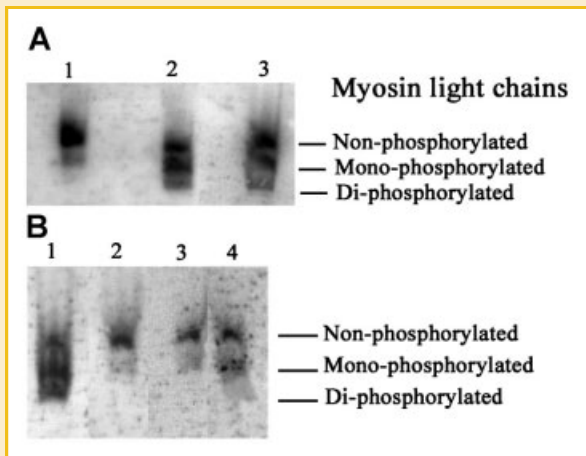 A
1 2 3
Myosin light chains
Non-phosphorylated
Mono-phosphorylated
Di-phosphorylated
B
1 2 3 4
Non-phosphorylated
Mono-phosphorylated
Di-phosphorylated